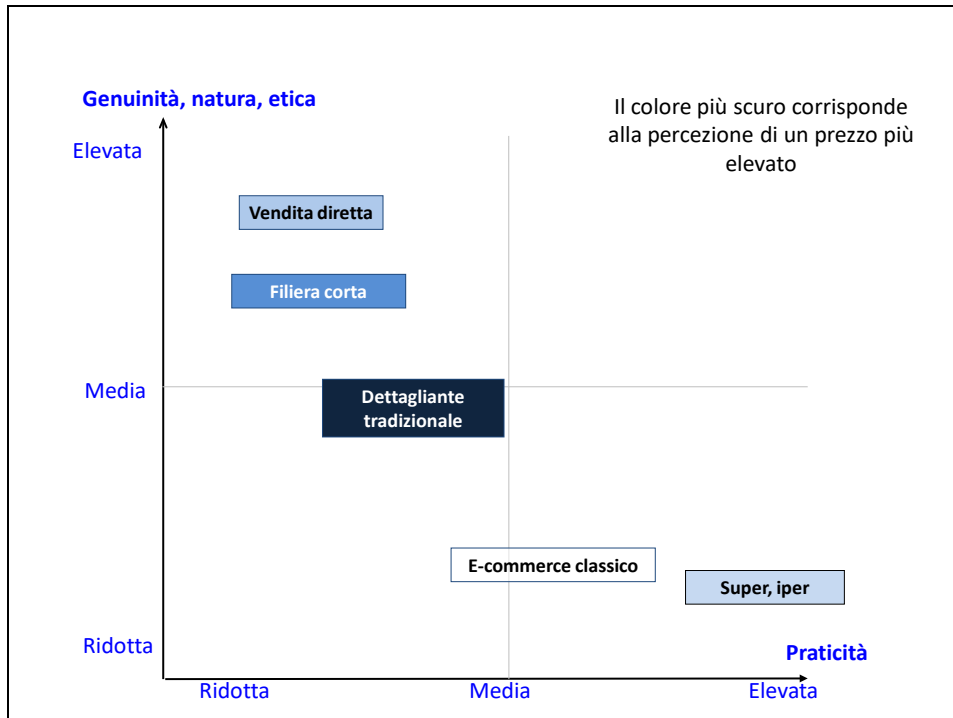 Genuinità, natura, etica
Il colore più scuro corrisponde
alla percezione di un prezzo più
elevato
Elevata
Vendita diretta
Filiera corta
Media
Dettagliante
tradizionale
E-commerce classico
Super, iper
Ridotta
Praticità
Ridotta
Media
Elevata